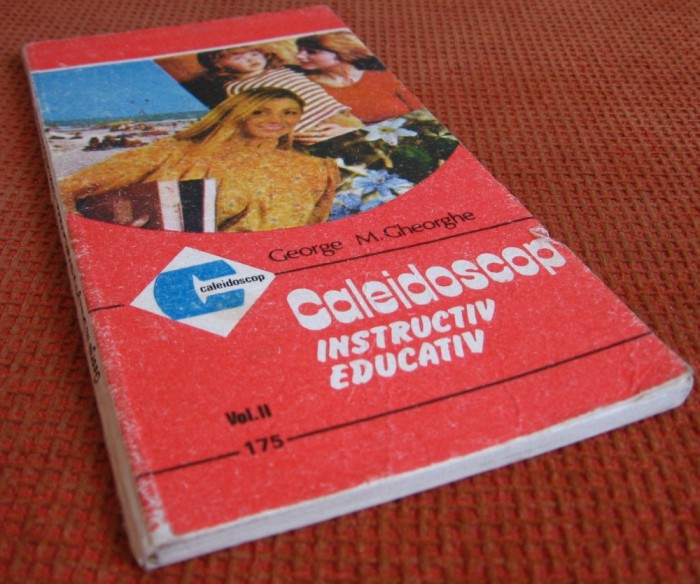 George M. Gheorghe
caleidoscop
Caleidoscop
INSTRUCTIV
EDUCATIV
Vol. II
175